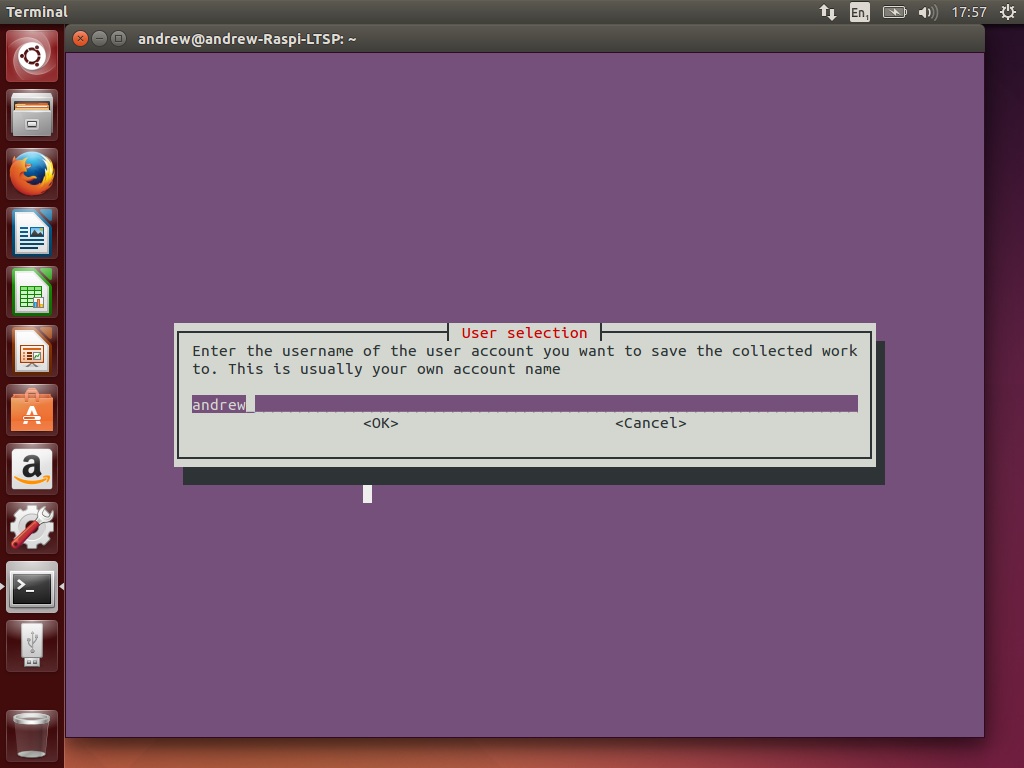 Terminal
En1
17:57
andrew@andrew-Raspi-LTSP: ~
User selection
Enter the username of the user account you want to save the collected work
to. This is usually your own account name
andrew
<OK>
<Cancel>